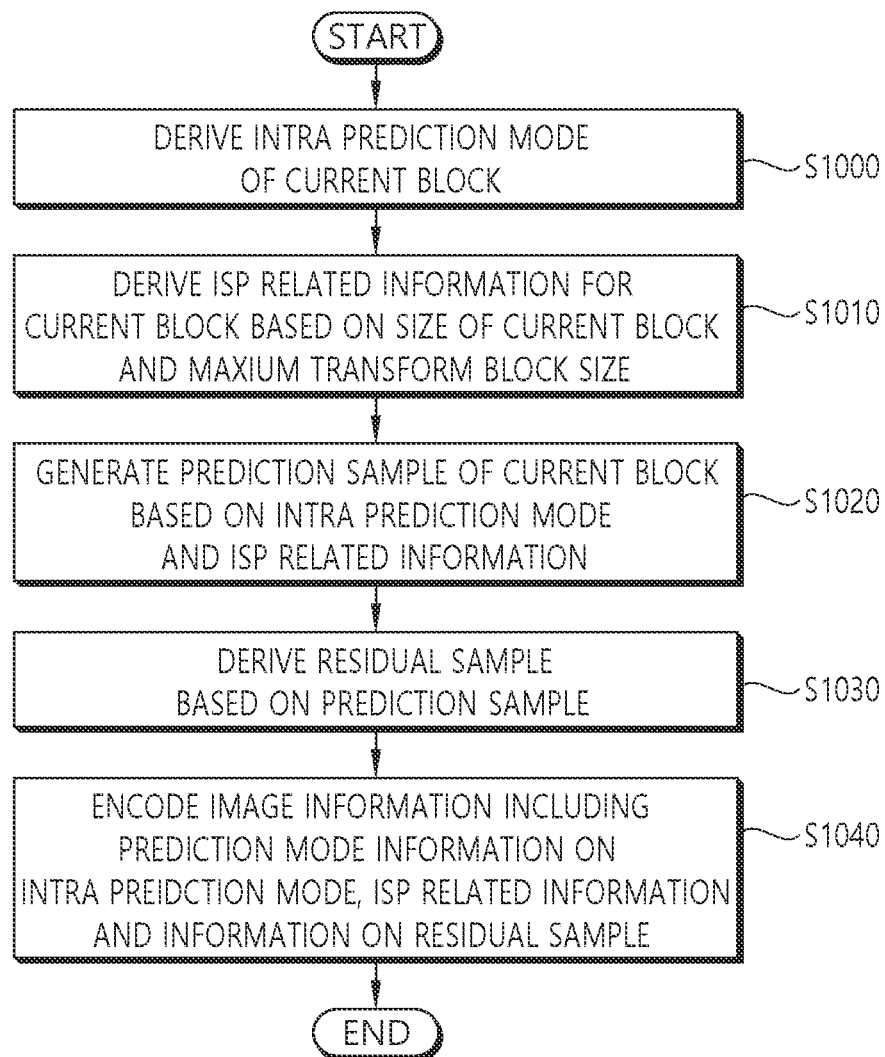 START
DERIVE INTRA PREDICTION MODE
OF CURRENT BLOCK
S1000
DERIVE ISP RELATED INFORMATION FOR
CURRENT BLOCK BASED ON SIZE OF CURRENT BLOCK
AND MAXIUM TRANSFORM BLOCK SIZE
S1010
GENERATE PREDICTION SAMPLE OF CURRENT BLOCK
BASED ON INTRA PREDICTION MODE
AND ISP RELATED INFORMATION
S1020
DERIVE RESIDUAL SAMPLE
BASED ON PREDICTION SAMPLE
S1030
ENCODE IMAGE INFORMATION INCLUDING
PREDICTION MODE INFORMATION ON
INTRA PREIDCTION MODE, ISP RELATED INFORMATION
AND INFORMATION ON RESIDUAL SAMPLE
S1040
END